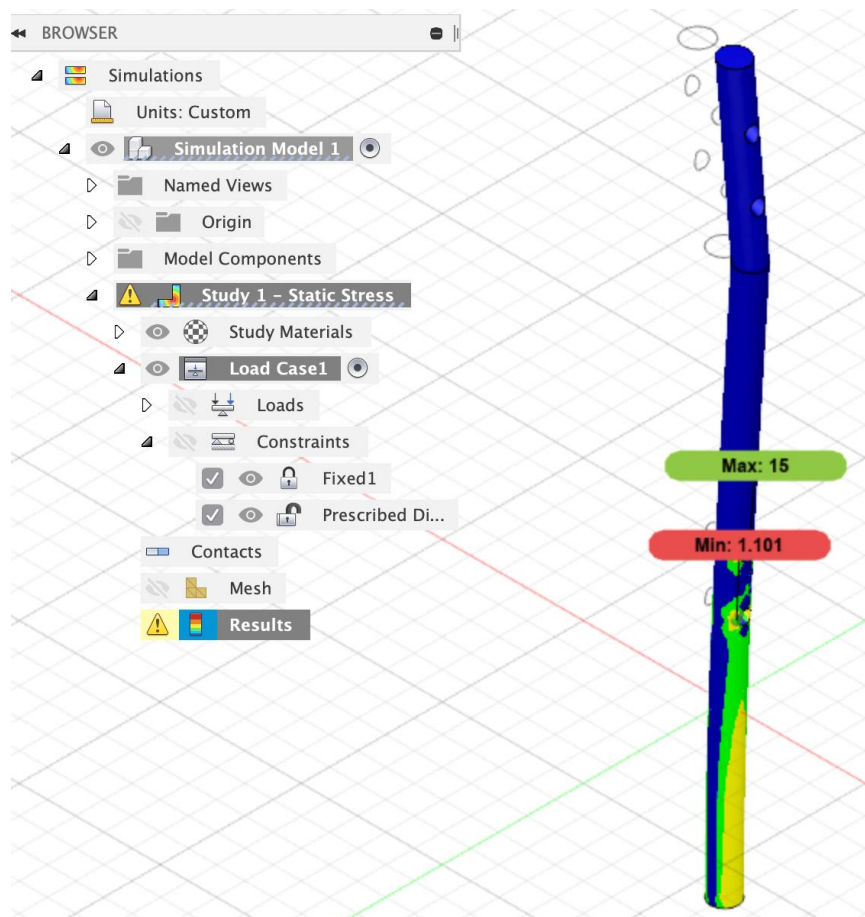 BROWSER
Simulations
Units: Custom
Simulation Model 1
Named Views
Origin
Model Components
Study 1 - Static Stress
Study Materials
Load Case1
Loads
Constraints
Fixed1
Prescribed Di...
Contacts
Mesh
Results
Max: 15
Min: 1.101